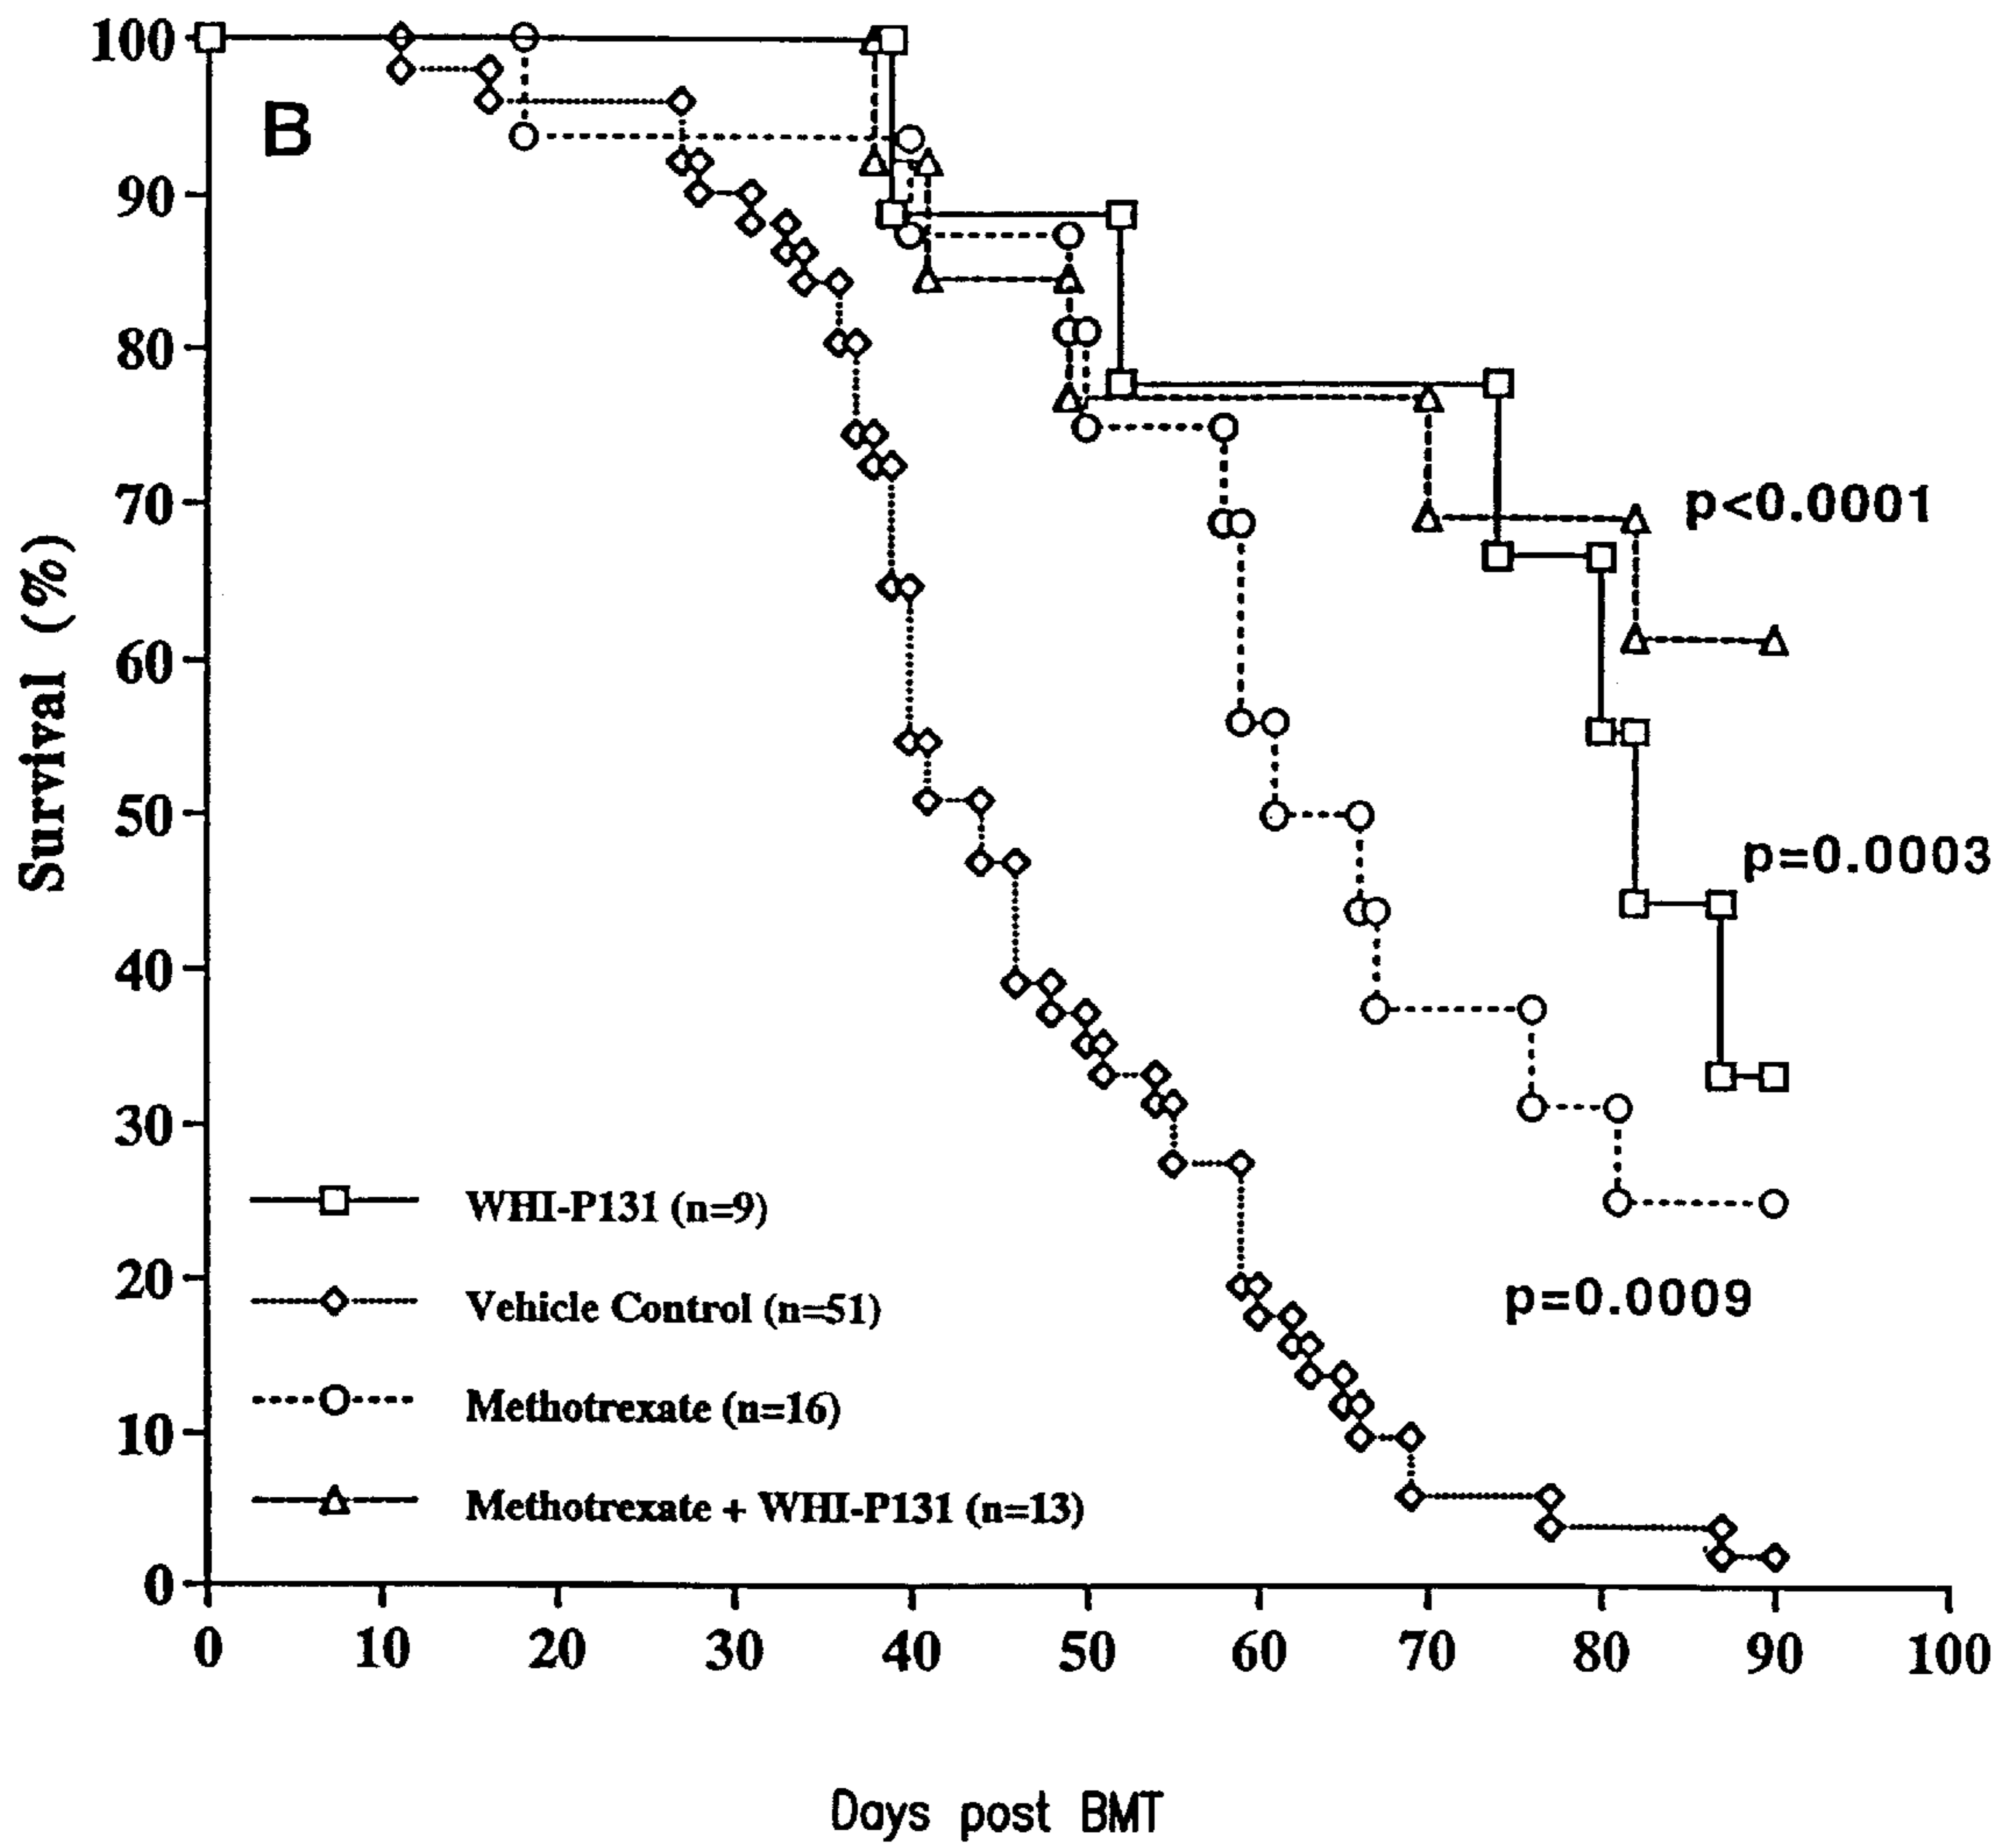 100
B
90
80
70
60
50
40
30
20
10
0
Survival (%)
p<0.0001
p=0.0003
p=0.0009
WHI-P131 (n=9)
Vehicle Control (n=51)
Methotrexate (n=16)
Methotrexate + WHI-P131 (n=13)
0 10 20 30 40 50 60 70 80 90 100
Days post BMT